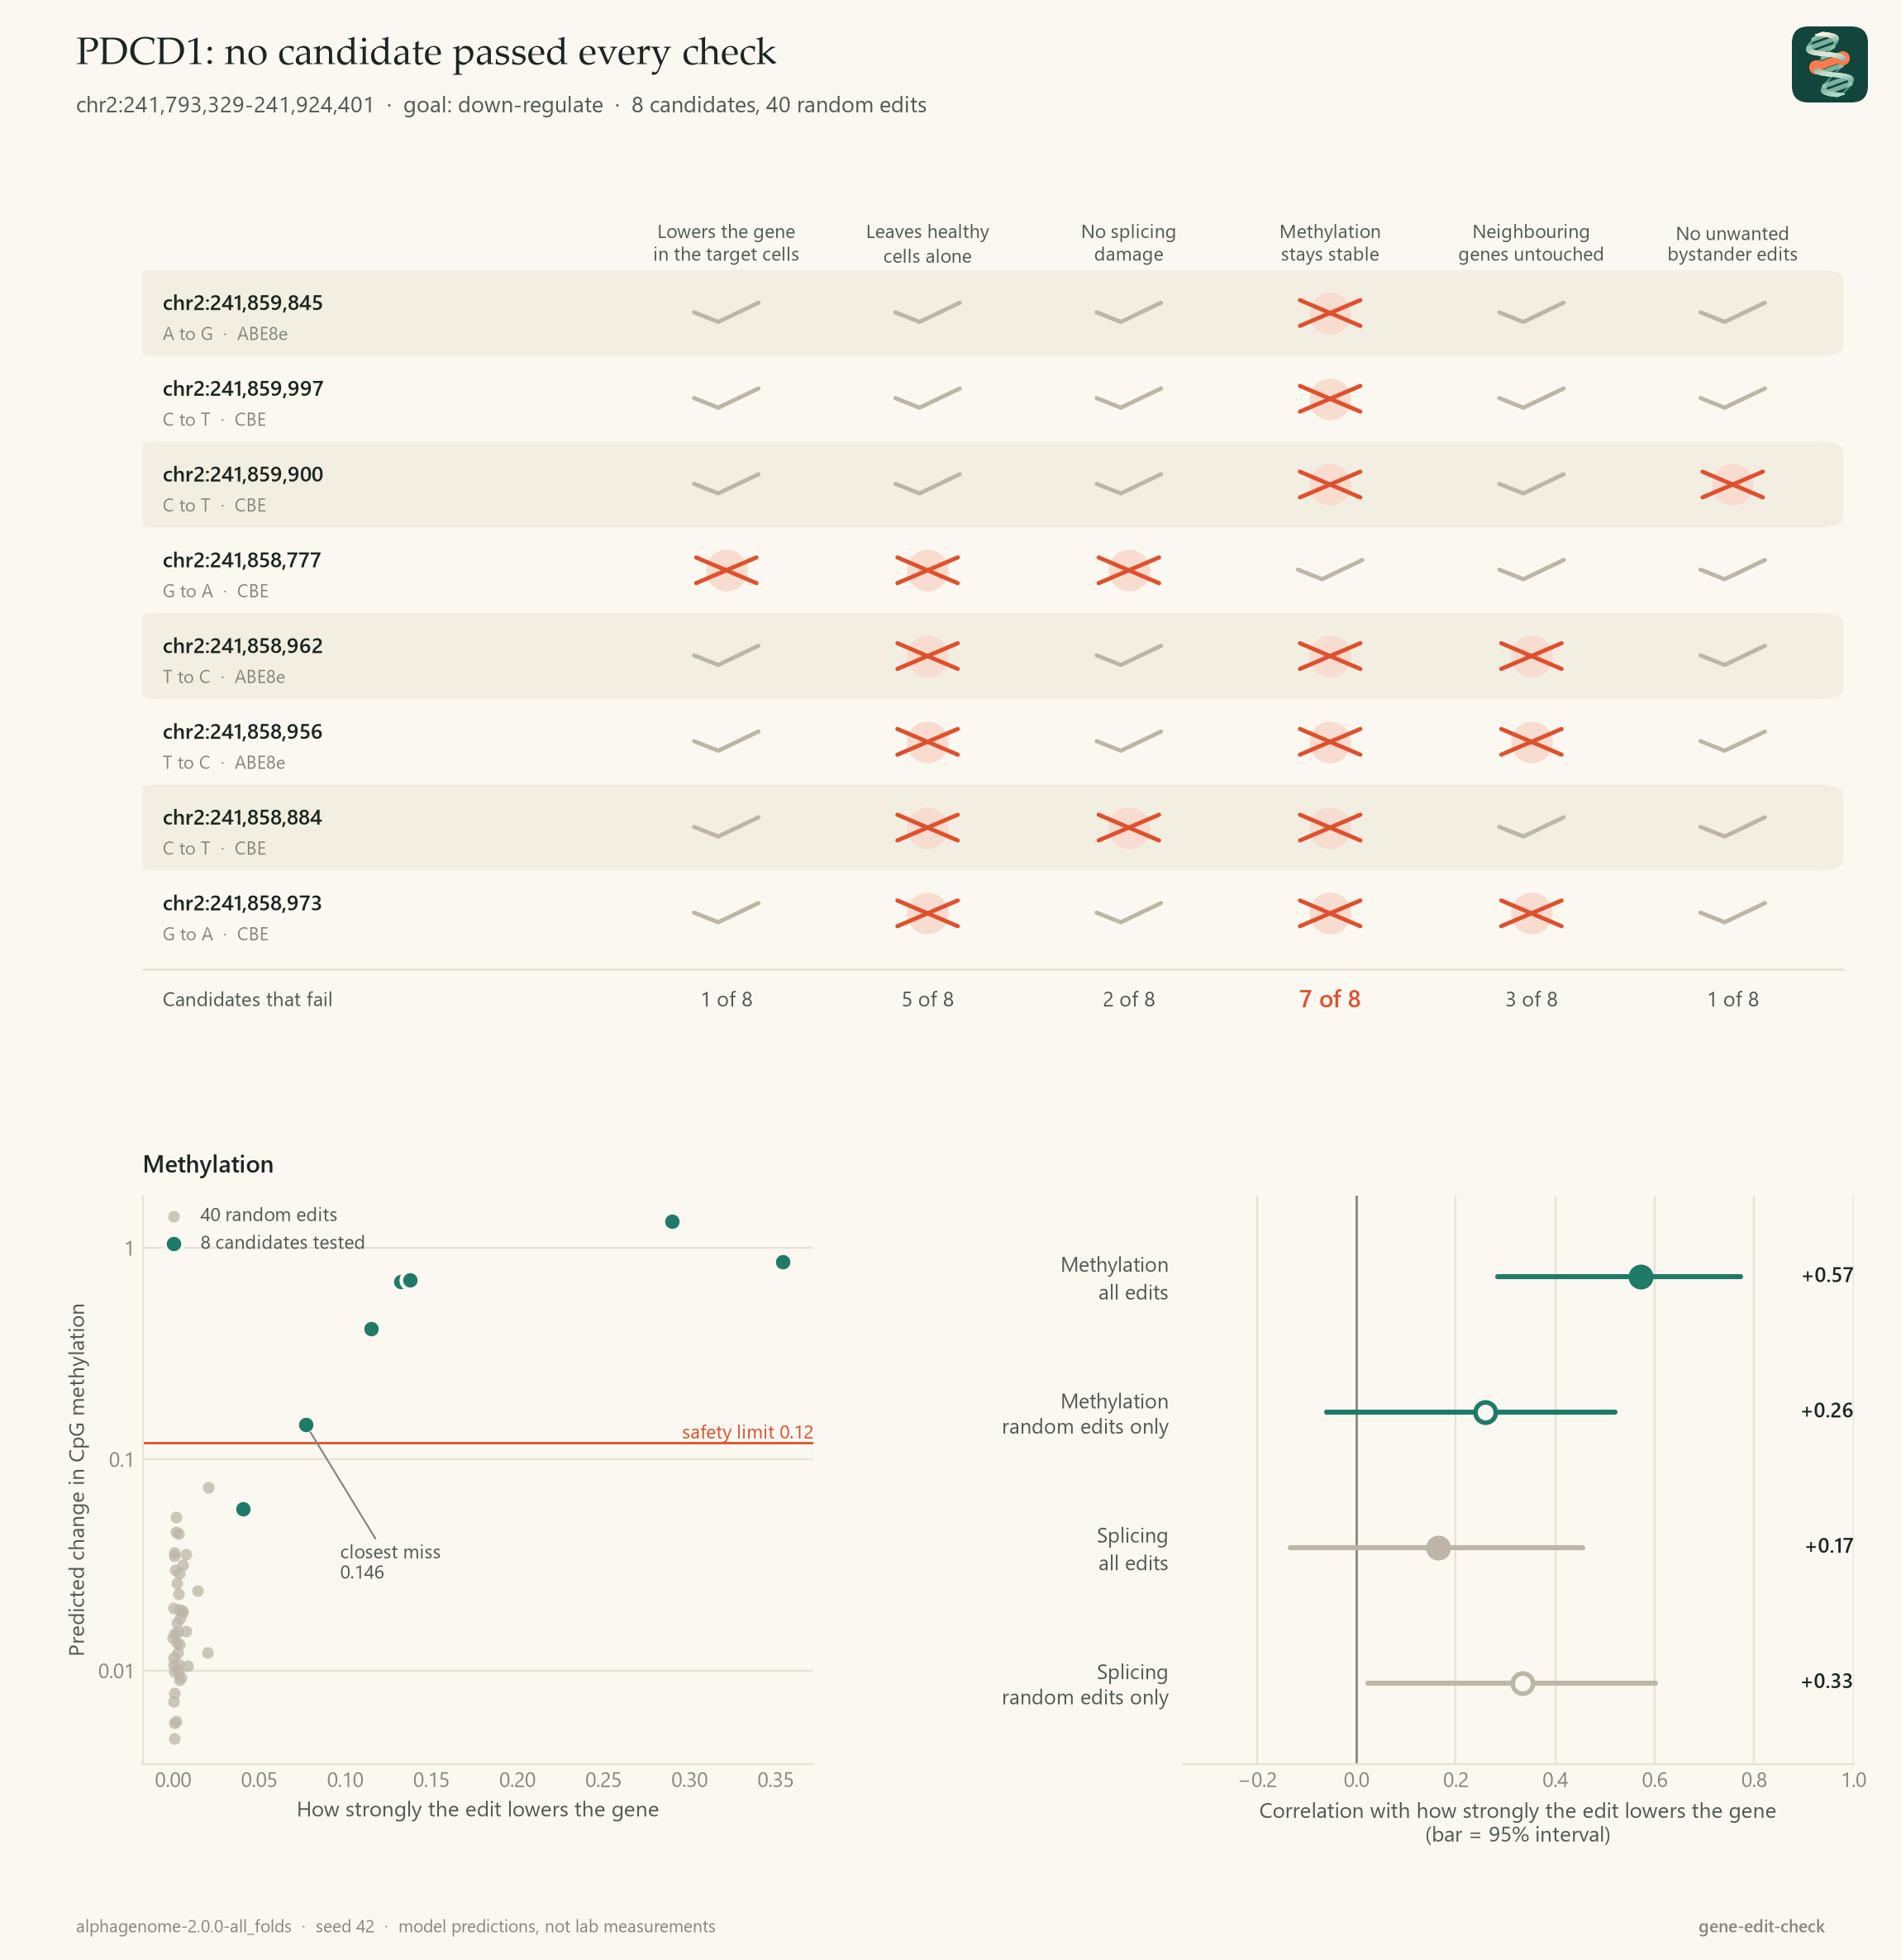 PDCD1: no candidate passed every check
chr2:241,793,329-241,924,401 · goal: down-regulate · 8 candidates, 40 random edits
Lowers the gene
in the target cells
Leaves healthy
cells alone
No splicing
damage
Methylation
stays stable
Neighbouring
genes untouched
No unwanted
bystander edits
chr2:241,859,845
A to G · ABE8e
chr2:241,859,997
C to T · CBE
chr2:241,859,900
C to T · CBE
chr2:241,858,777
G to A · CBE
chr2:241,858,962
T to C · ABE8e
chr2:241,858,956
T to C · ABE8e
chr2:241,858,884
C to T · CBE
chr2:241,858,973
G to A · CBE
Candidates that fail 1 of 8 5 of 8 2 of 8 7 of 8 3 of 8 1 of 8
Methylation
40 random edits
8 candidates tested
1
0.1
0.01
Predicted change in CpG methylation
safety limit 0.12
closest miss
0.146
0.00 0.05 0.10 0.15 0.20 0.25 0.30 0.35
How strongly the edit lowers the gene
Methylation
all edits
+0.57
Methylation
random edits only
+0.26
Splicing
all edits
+0.17
Splicing
random edits only
+0.33
−0.2 0.0 0.2 0.4 0.6 0.8 1.0
Correlation with how strongly the edit lowers the gene
(bar = 95% interval)
alphagenome-2.0.0-all_folds · seed 42 · model predictions, not lab measurements
gene-edit-check